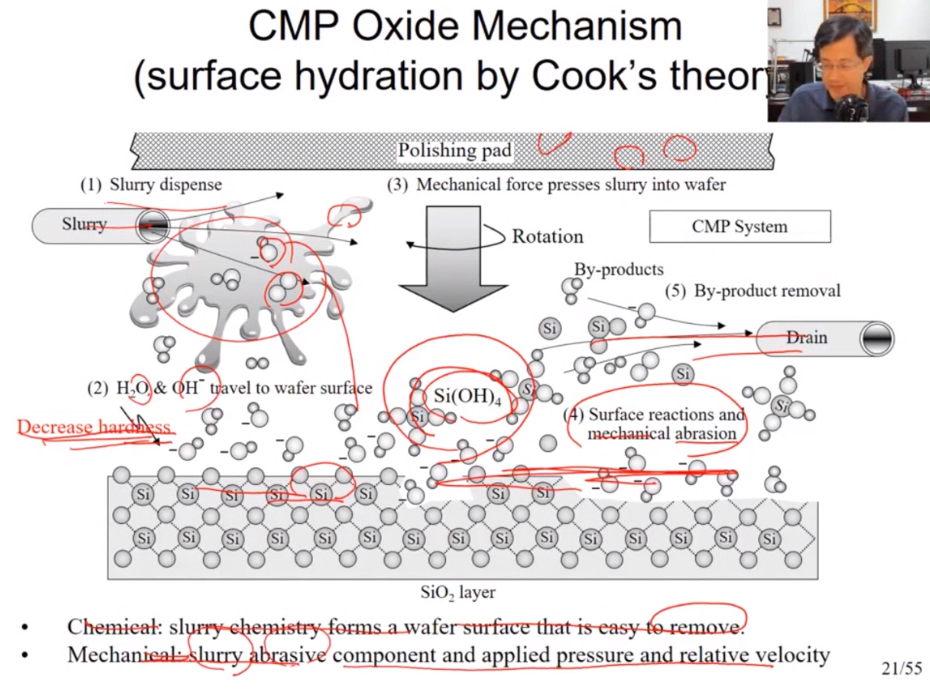 CMP Oxide Mechanism
(surface hydration by Cook's theor
Polishing pad
(1) Slurry dispense
(3) Mechanical force presses slurry into wafer
Slurry
Rotation
CMP System
By-products
(5) By-product removal
Si
Si
Drain
Si
(2) H₂O & OH⁻ travel to wafer surface
Si(OH)₄
Si
Si
Si
(4) Surface reactions and
mechanical abrasion
Decrease hardness
Si Si Si Si Si Si Si Si
Si Si Si Si Si Si Si Si Si Si Si Si Si Si Si
SiO₂ layer
• Chemical: slurry chemistry forms a wafer surface that is easy to remove.
• Mechanical: slurry abrasive component and applied pressure and relative velocity
21/55